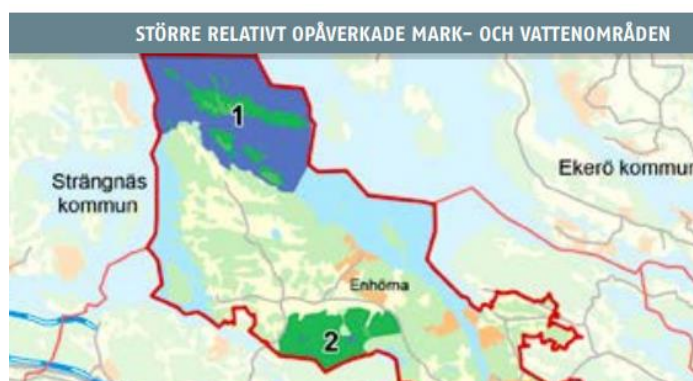 STÖRRE RELATIVT OPÅVERKADE MARK- OCH VATTENOMRÅDEN
1
Strängnäs
kommun
Ekerö kommun
Enhörna
2